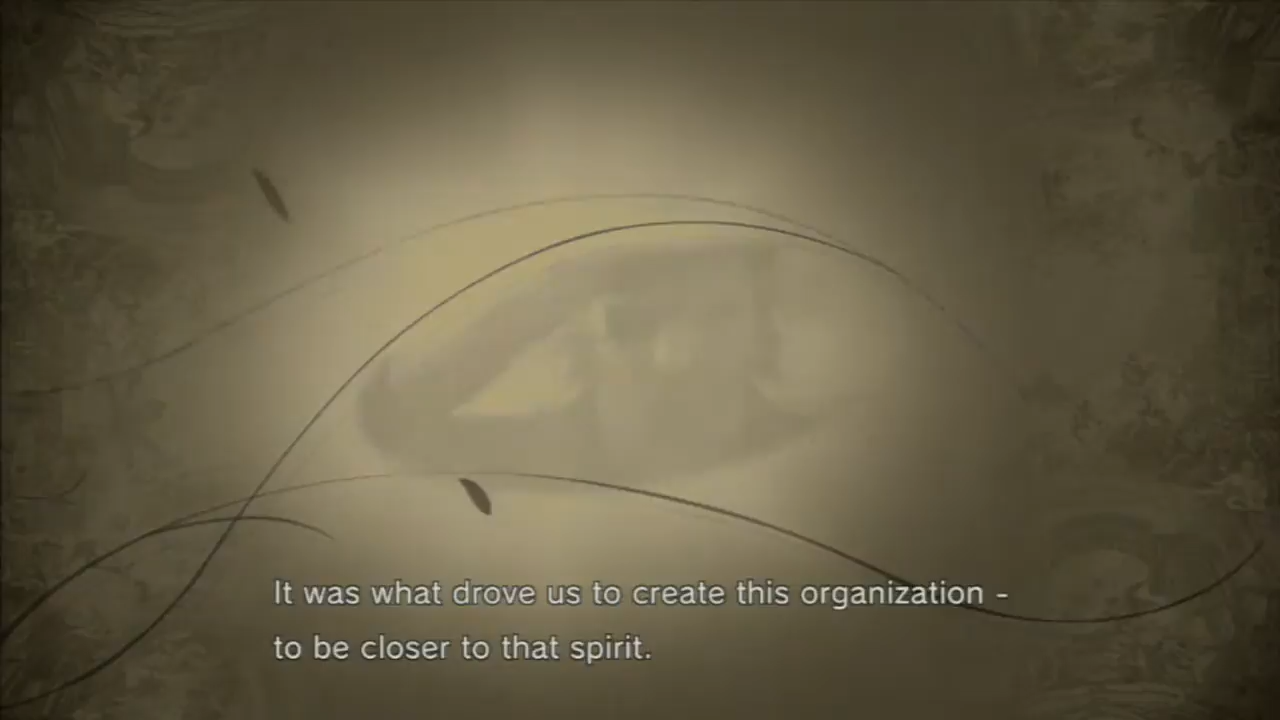 It was what drove us to create this organization -
to be closer to that spirit.